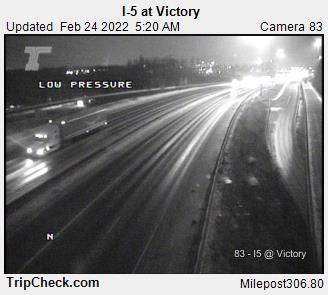 I-5 at Victory
Updated Feb 24 2022 5:20 AM Camera 83
LOW PRESSURE
N
83 - I5 @ Victory
TripCheck.com Milepost306.80